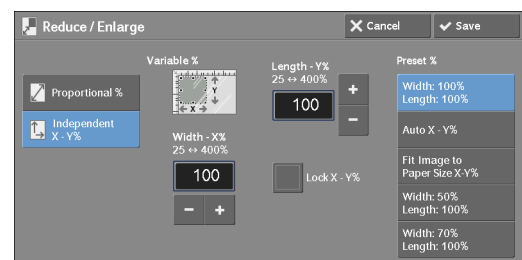 Reduce / Enlarge
Cancel
Save
Proportional %
Independent
X - Y%
Variable %
Y
X
Width - X%
25 ↔ 400%
100
− +
Length - Y%
25 ↔ 400%
100
+
−
Lock X - Y%
Preset %
Width: 100%
Length: 100%
Auto X - Y%
Fit Image to
Paper Size X-Y%
Width: 50%
Length: 100%
Width: 70%
Length: 100%